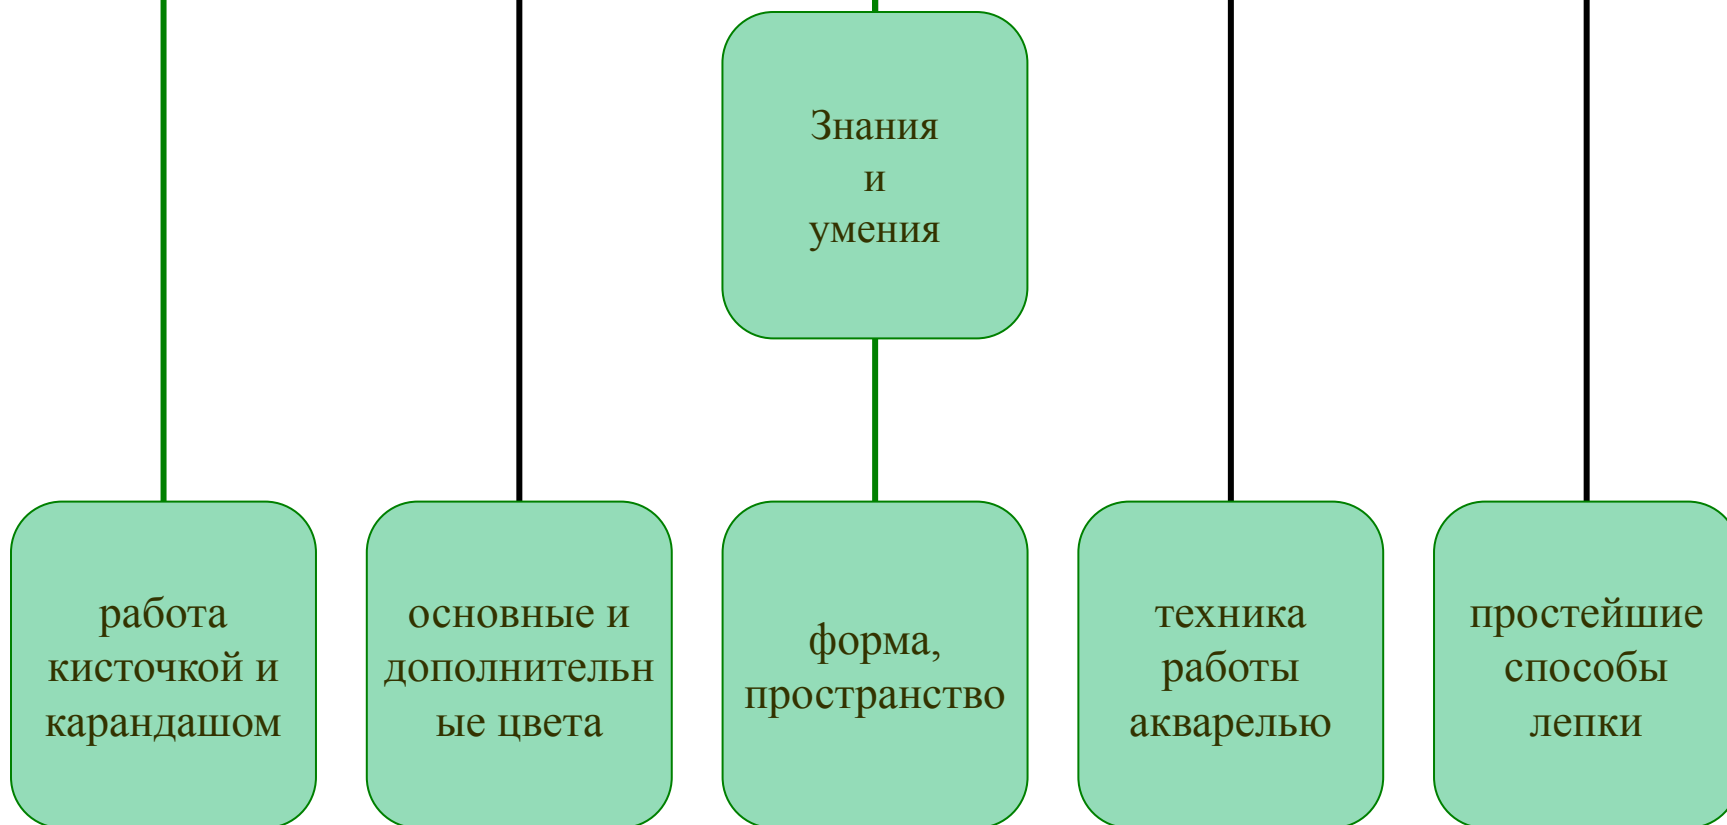 Знания
и
умения
работа
кисточкой и
карандашом
основные и
дополнительн
ые цвета
форма,
пространство
техника
работы
акварелью
простейшие
способы
лепки